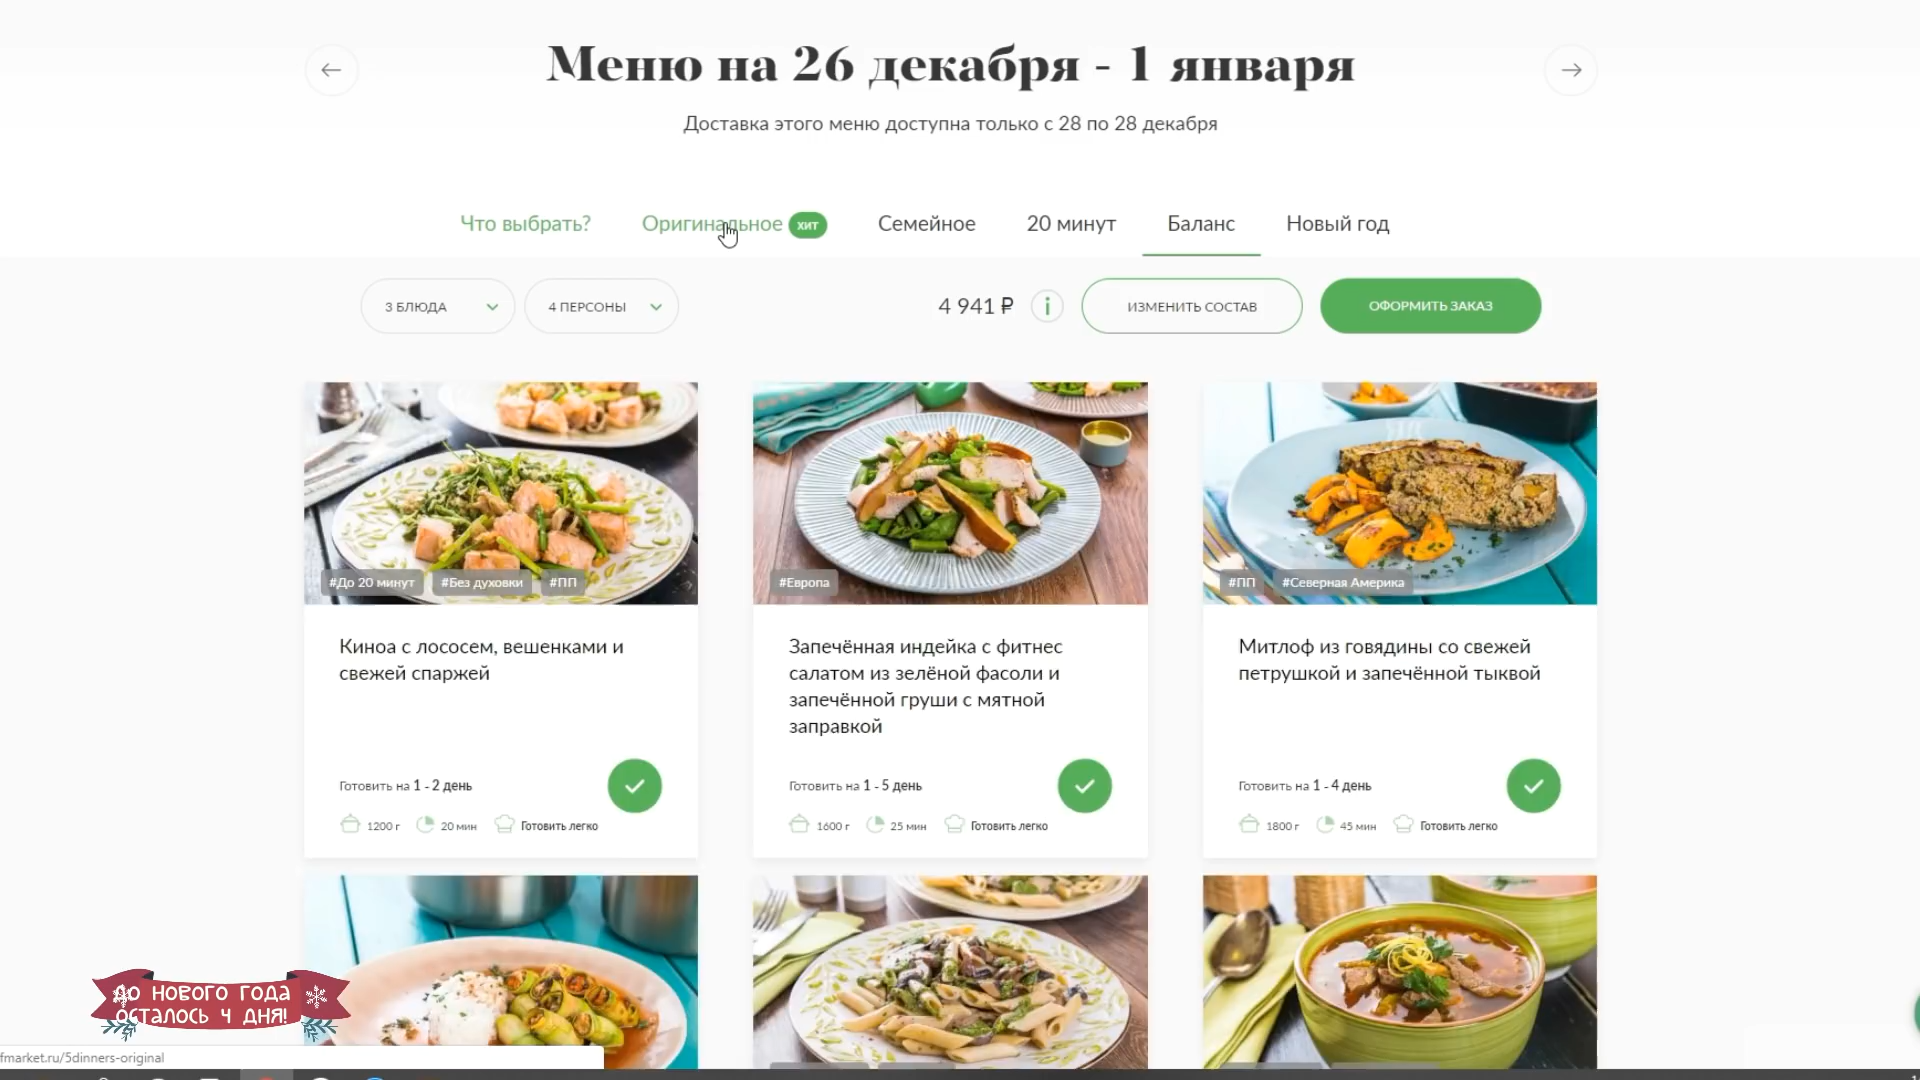 Меню на 26 декабря - 1 января
Доставка этого меню доступна только с 28 по 28 декабря
Что выбрать?
Оригинальное хит
Семейное
20 минут
Баланс
Новый год
3 БЛЮДА
4 ПЕРСОНЫ
4 941 ₽
i
ИЗМЕНИТЬ СОСТАВ
ОФОРМИТЬ ЗАКАЗ
#До 20 минут #Без духовки #ПП
Киноа с лососем, вешенками и
свежей спаржей
Готовить на 1 - 2 день
1200 г 20 мин Готовить легко
#Европа
Запечённая индейка с фитнес
салатом из зелёной фасоли и
запечённой груши с мятной
заправкой
Готовить на 1 - 5 день
1600 г 25 мин Готовить легко
#ПП #Северная Америка
Митлоф из говядины со свежей
петрушкой и запечённой тыквой
Готовить на 1 - 4 день
1800 г 45 мин Готовить легко
ДО НОВОГО ГОДА
ОСТАЛОСЬ 4 ДНЯ!
fmarket.ru/5dinners-original